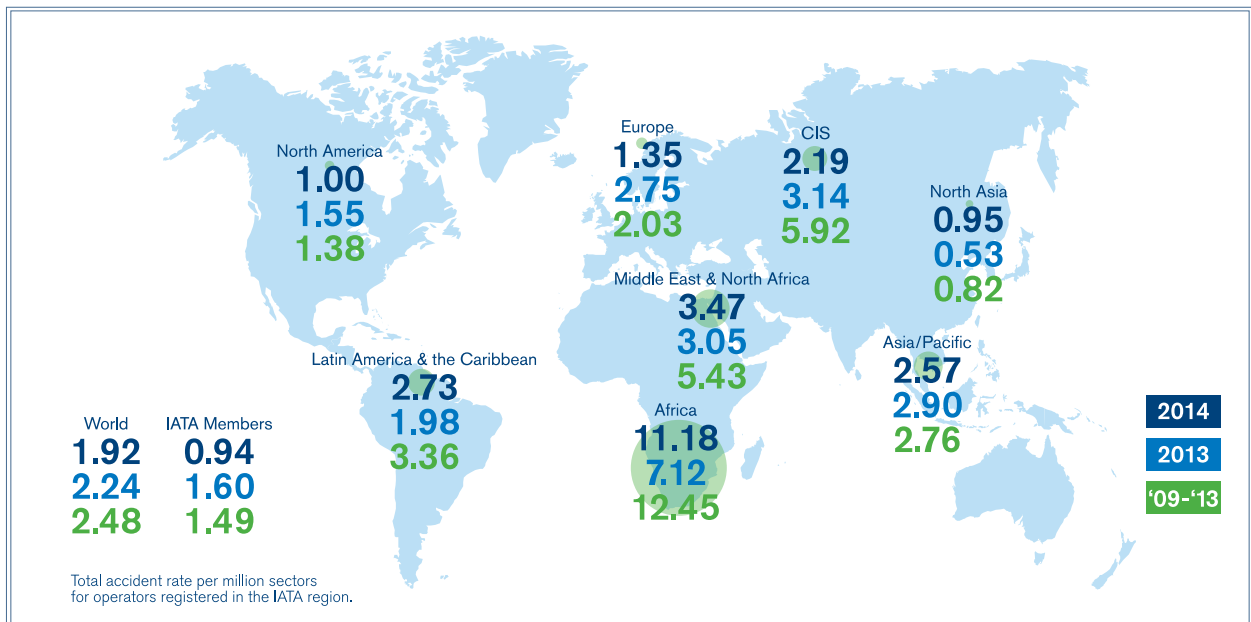 North America
1.00
1.55
1.38
Europe
1.35
2.75
2.03
CIS
2.19
3.14
5.92
North Asia
0.95
0.53
0.82
Middle East & North Africa
3.47
3.05
5.43
Latin America & the Caribbean
2.73
1.98
3.36
Asia/Pacific
2.57
2.90
2.76
Africa
11.18
7.12
12.45
World
1.92
2.24
2.48
IATA Members
0.94
1.60
1.49
2014
2013
‘09-‘13
Total accident rate per million sectors
for operators registered in the IATA region.